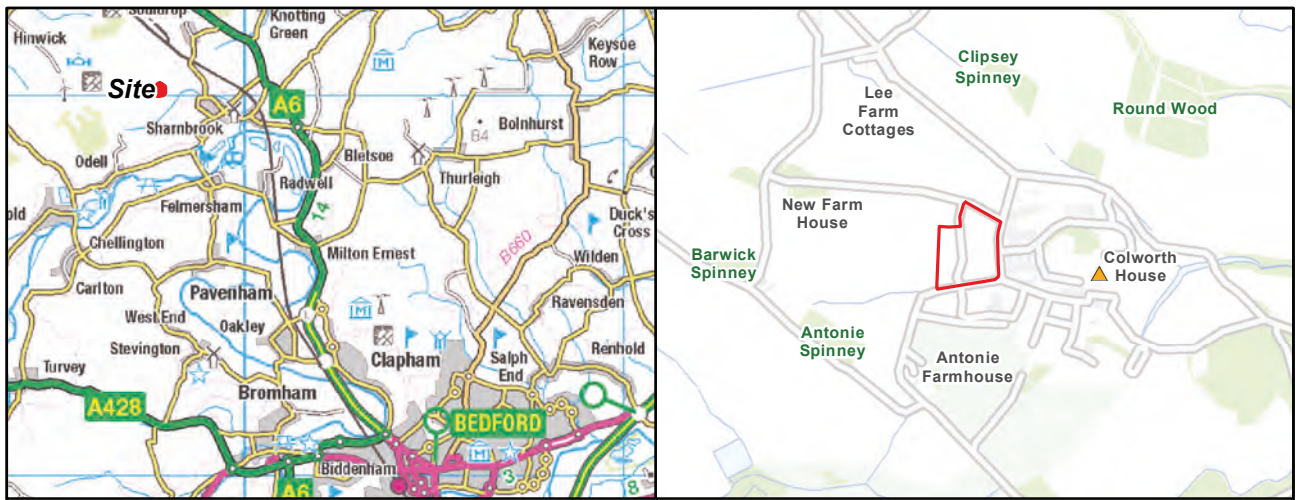 Knotting
Green
Hinwick
Keysoe
Row
Site
A6
Sharnbrook
84
Bolnhurst
Odell
Bletsoe
Radwell
Thurleigh
Felmersham
14
Duck's
Cross
Chellington
Milton Ernest
B660
Wilden
Carlton
Pavenham
Ravensden
West End
Oakley
Stevington
Clapham
Salph
End
Renhold
Turvey
Bromham
A428
BEDFORD
Biddenham
A6
3
8
Clipsey
Spinney
Lee
Farm
Cottages
Round Wood
New Farm
House
Barwick
Spinney
Colworth
House
Antonie
Spinney
Antonie
Farmhouse